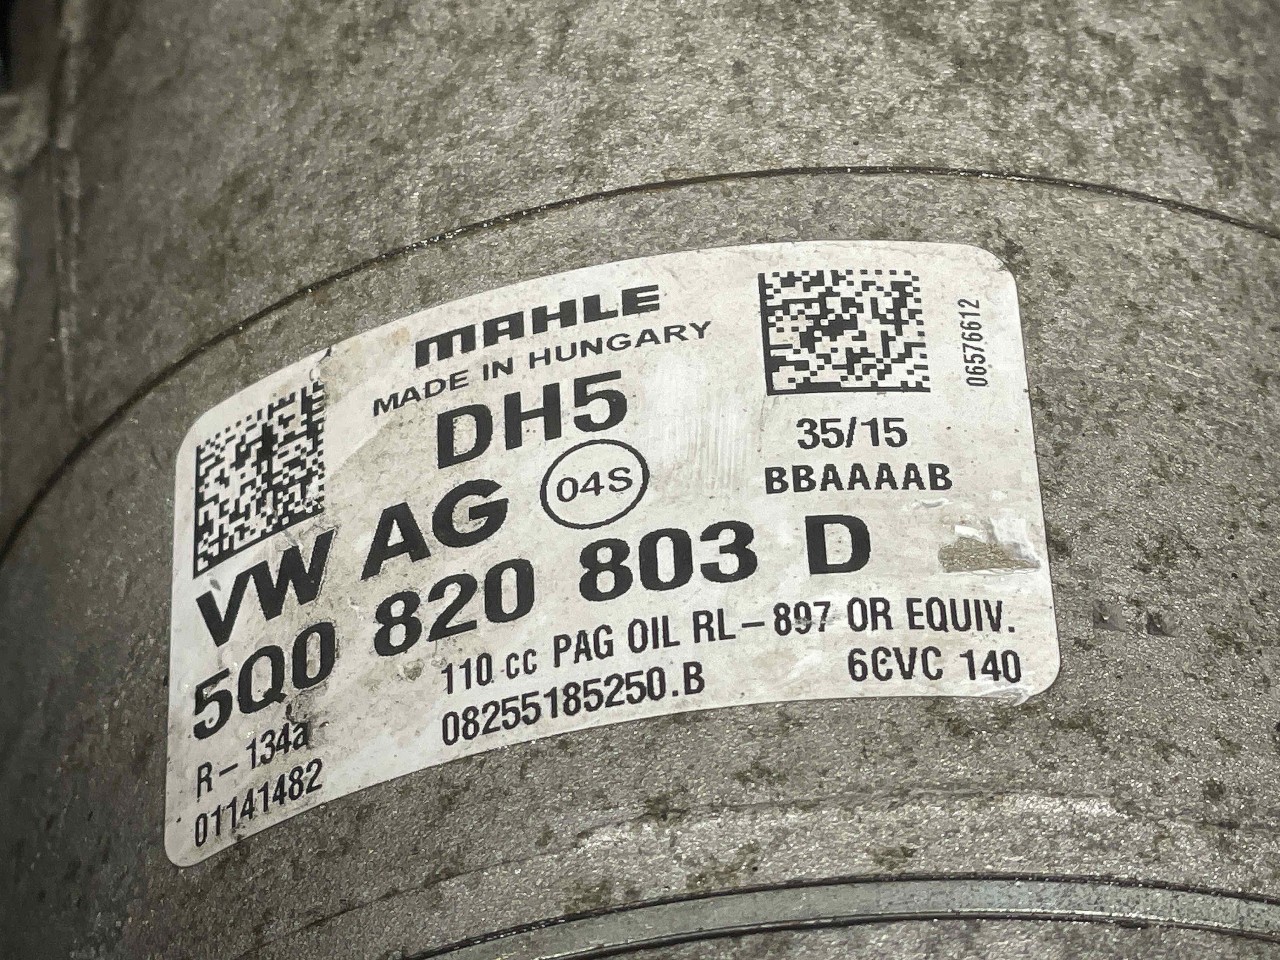 MAHLE
MADE IN HUNGARY
DH5
VW AG 04S
5Q0 820 803 D
110 cc PAG OIL RL-897 OR EQUIV.
R-134a 08255185250.B 6CVC 140
01141482
06576612
35/15
BBAAAAB